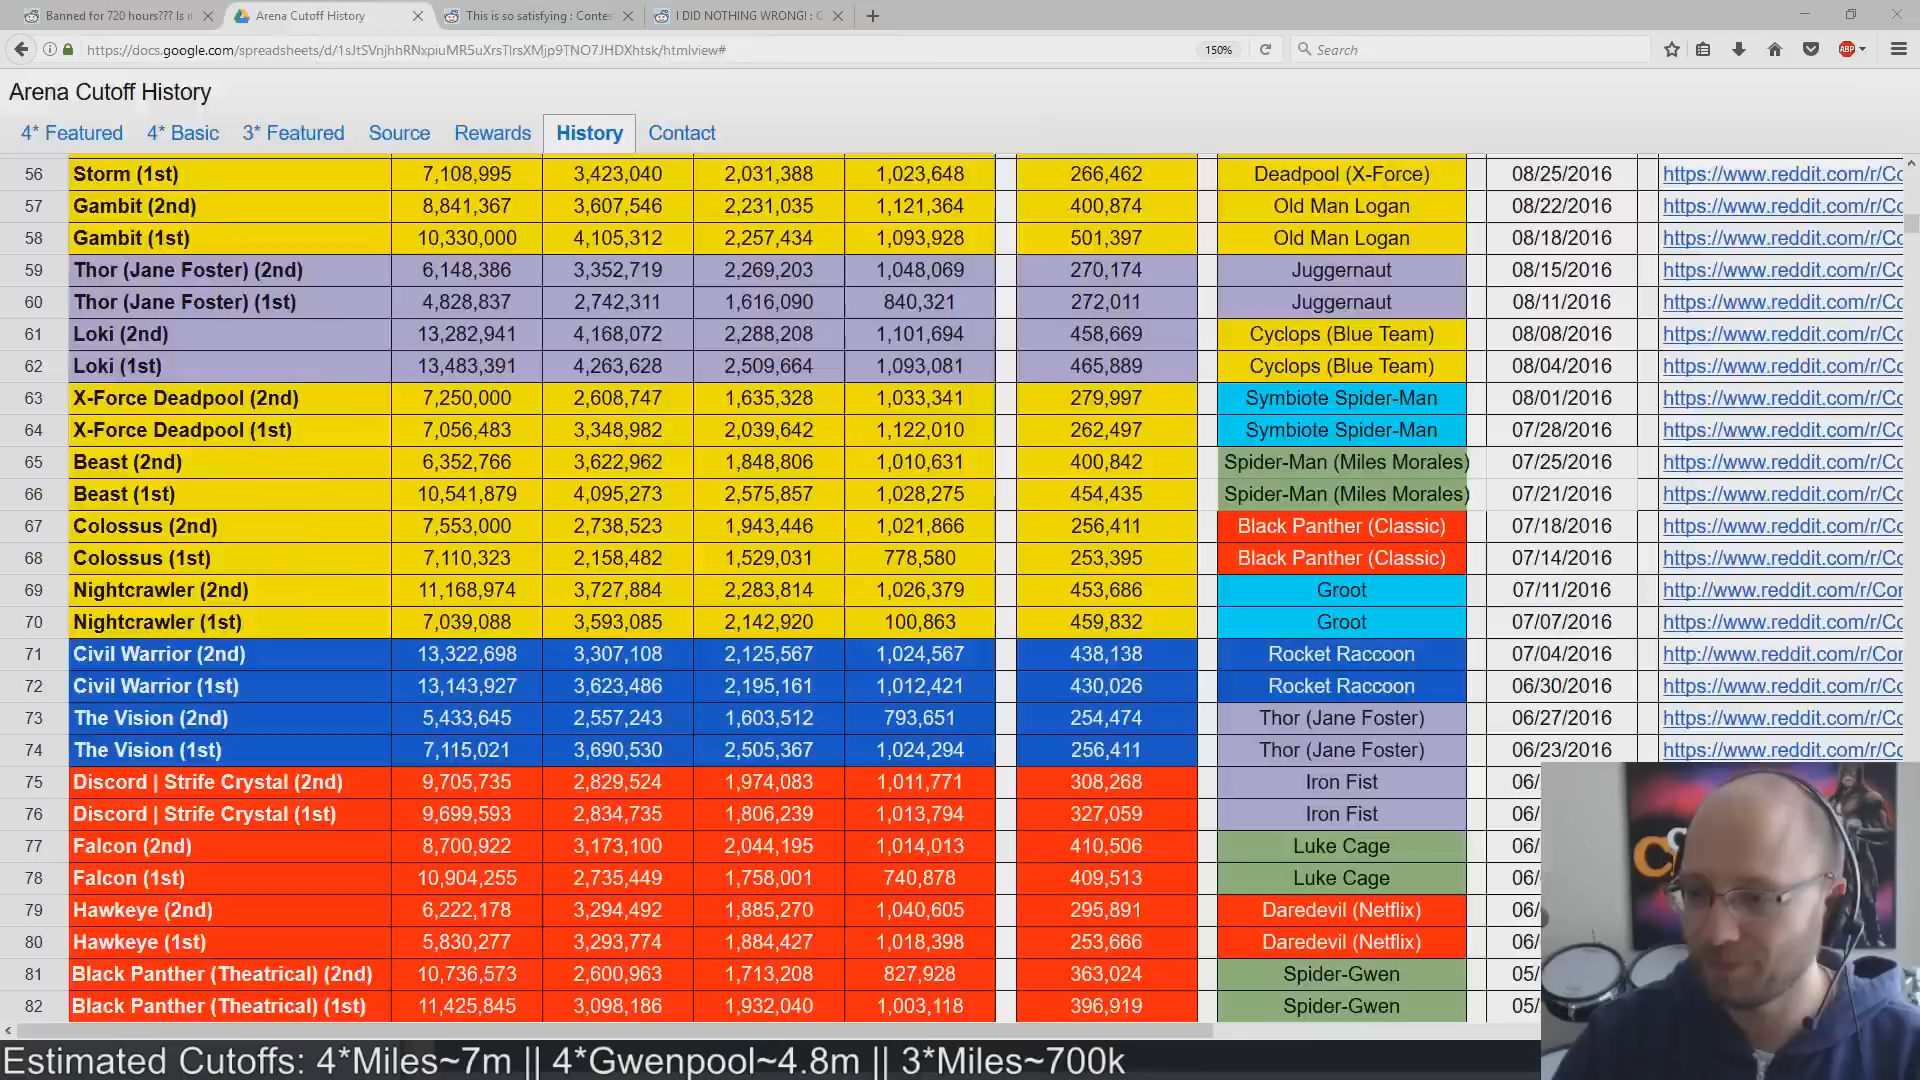 Banned for 720 hours??? Is
Arena Cutoff History
This is so satisfying : Contes
I DID NOTHING WRONG! : C
https://docs.google.com/spreadsheets/d/1sJtSVnjhhRNxpiuMR5uXrsTlrsXMjp9TNO7JHDXhtsk/htmlview#
150%
Search
ABP
Arena Cutoff History
4* Featured 4* Basic 3* Featured Source Rewards History Contact
56 Storm (1st) 7,108,995 3,423,040 2,031,388 1,023,648 266,462 Deadpool (X-Force) 08/25/2016 https://www.reddit.com/r/Co
57 Gambit (2nd) 8,841,367 3,607,546 2,231,035 1,121,364 400,874 Old Man Logan 08/22/2016 https://www.reddit.com/r/Co
58 Gambit (1st) 10,330,000 4,105,312 2,257,434 1,093,928 501,397 Old Man Logan 08/18/2016 https://www.reddit.com/r/Co
59 Thor (Jane Foster) (2nd) 6,148,386 3,352,719 2,269,203 1,048,069 270,174 Juggernaut 08/15/2016 https://www.reddit.com/r/Co
60 Thor (Jane Foster) (1st) 4,828,837 2,742,311 1,616,090 840,321 272,011 Juggernaut 08/11/2016 https://www.reddit.com/r/Co
61 Loki (2nd) 13,282,941 4,168,072 2,288,208 1,101,694 458,669 Cyclops (Blue Team) 08/08/2016 https://www.reddit.com/r/Co
62 Loki (1st) 13,483,391 4,263,628 2,509,664 1,093,081 465,889 Cyclops (Blue Team) 08/04/2016 https://www.reddit.com/r/Co
63 X-Force Deadpool (2nd) 7,250,000 2,608,747 1,635,328 1,033,341 279,997 Symbiote Spider-Man 08/01/2016 https://www.reddit.com/r/Co
64 X-Force Deadpool (1st) 7,056,483 3,348,982 2,039,642 1,122,010 262,497 Symbiote Spider-Man 07/28/2016 https://www.reddit.com/r/Co
65 Beast (2nd) 6,352,766 3,622,962 1,848,806 1,010,631 400,842 Spider-Man (Miles Morales) 07/25/2016 https://www.reddit.com/r/Co
66 Beast (1st) 10,541,879 4,095,273 2,575,857 1,028,275 454,435 Spider-Man (Miles Morales) 07/21/2016 https://www.reddit.com/r/Co
67 Colossus (2nd) 7,553,000 2,738,523 1,943,446 1,021,866 256,411 Black Panther (Classic) 07/18/2016 https://www.reddit.com/r/Co
68 Colossus (1st) 7,110,323 2,158,482 1,529,031 778,580 253,395 Black Panther (Classic) 07/14/2016 https://www.reddit.com/r/Co
69 Nightcrawler (2nd) 11,168,974 3,727,884 2,283,814 1,026,379 453,686 Groot 07/11/2016 http://www.reddit.com/r/Cor
70 Nightcrawler (1st) 7,039,088 3,593,085 2,142,920 100,863 459,832 Groot 07/07/2016 https://www.reddit.com/r/Co
71 Civil Warrior (2nd) 13,322,698 3,307,108 2,125,567 1,024,567 438,138 Rocket Raccoon 07/04/2016 http://www.reddit.com/r/Cor
72 Civil Warrior (1st) 13,143,927 3,623,486 2,195,161 1,012,421 430,026 Rocket Raccoon 06/30/2016 https://www.reddit.com/r/Co
73 The Vision (2nd) 5,433,645 2,557,243 1,603,512 793,651 254,474 Thor (Jane Foster) 06/27/2016 https://www.reddit.com/r/Co
74 The Vision (1st) 7,115,021 3,690,530 2,505,367 1,024,294 256,411 Thor (Jane Foster) 06/23/2016 https://www.reddit.com/r/Co
75 Discord | Strife Crystal (2nd) 9,705,735 2,829,524 1,974,083 1,011,771 308,268 Iron Fist 06/
76 Discord | Strife Crystal (1st) 9,699,593 2,834,735 1,806,239 1,013,794 327,059 Iron Fist 06/
77 Falcon (2nd) 8,700,922 3,173,100 2,044,195 1,014,013 410,506 Luke Cage 06/
78 Falcon (1st) 10,904,255 2,735,449 1,758,001 740,878 409,513 Luke Cage 06/
79 Hawkeye (2nd) 6,222,178 3,294,492 1,885,270 1,040,605 295,891 Daredevil (Netflix) 06/
80 Hawkeye (1st) 5,830,277 3,293,774 1,884,427 1,018,398 253,666 Daredevil (Netflix) 06/
81 Black Panther (Theatrical) (2nd) 10,736,573 2,600,963 1,713,208 827,928 363,024 Spider-Gwen 05/
82 Black Panther (Theatrical) (1st) 11,425,845 3,098,186 1,932,040 1,003,118 396,919 Spider-Gwen 05/
Estimated Cutoffs: 4*Miles~7m || 4*Gwenpool~4.8m || 3*Miles~700k